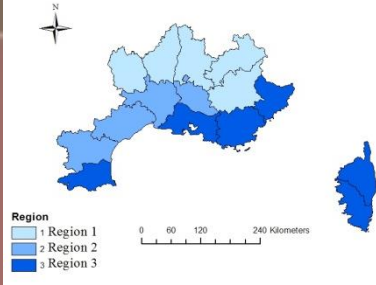 N
Region
1 Region 1
2 Region 2
3 Region 3
0 60 120 240 Kilometers